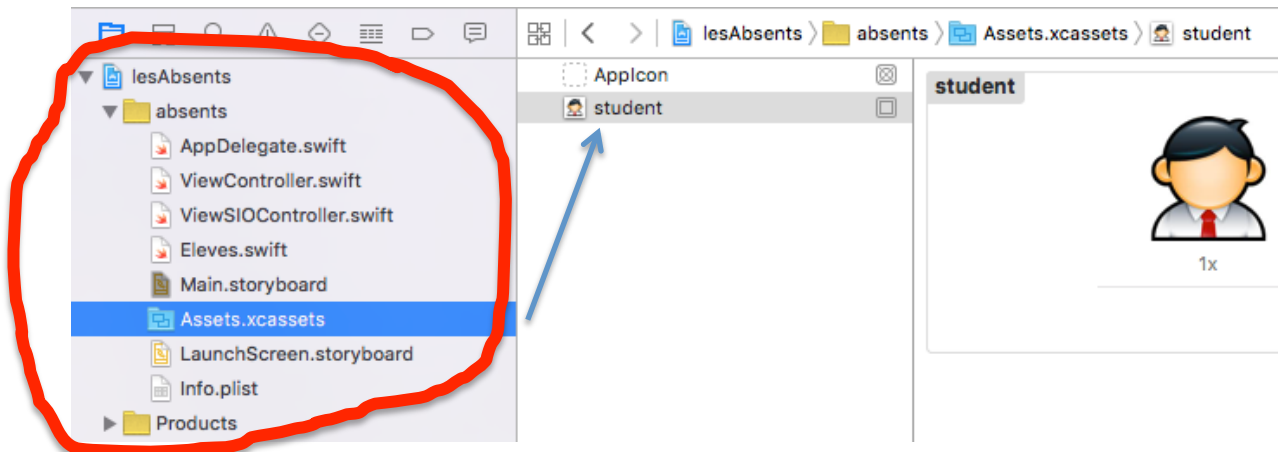 lesAbsents absents Assets.xcassets student
lesAbsents
absents
AppDelegate.swift
ViewController.swift
ViewSIOController.swift
Eleves.swift
Main.storyboard
Assets.xcassets
LaunchScreen.storyboard
Info.plist
Products
AppIcon
student
student
1x